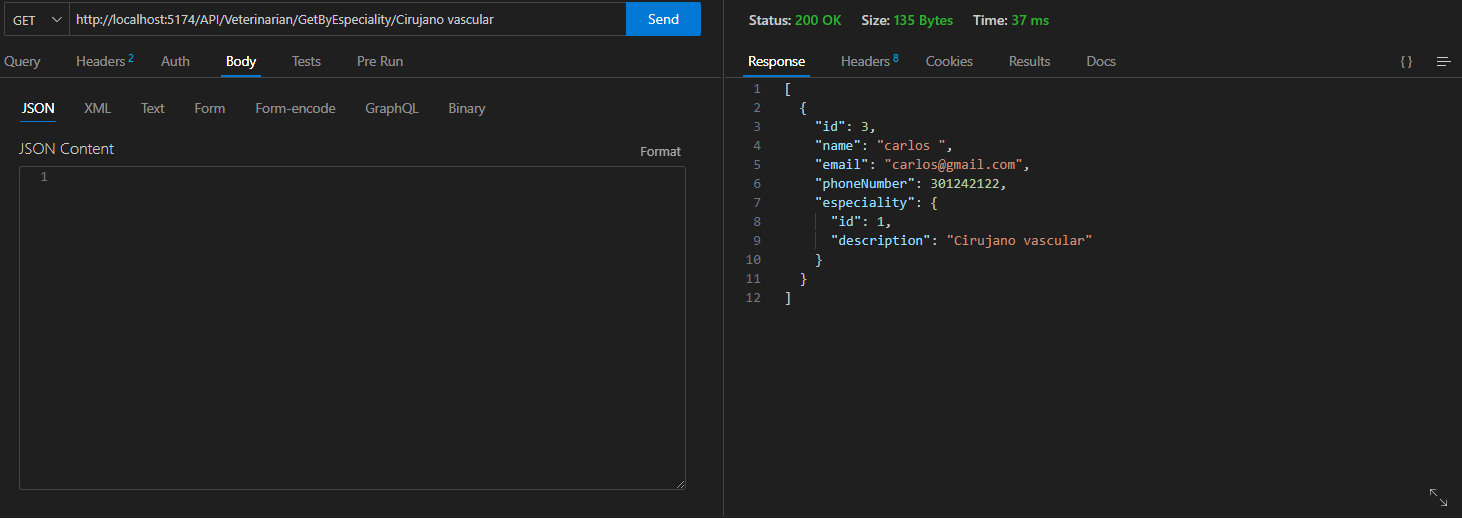 GET http://localhost:5174/API/Veterinarian/GetByEspeciality/Cirujano vascular Send
Query Headers 2 Auth Body Tests Pre Run
JSON XML Text Form Form-encode GraphQL Binary
JSON Content Format
1
Status: 200 OK Size: 135 Bytes Time: 37 ms
Response Headers 8 Cookies Results Docs { }
1 [
2 {
3 "id": 3,
4 "name": "carlos ",
5 "email": "carlos@gmail.com",
6 "phoneNumber": 301242122,
7 "especiality": {
8 "id": 1,
9 "description": "Cirujano vascular"
10 }
11 }
12 ]